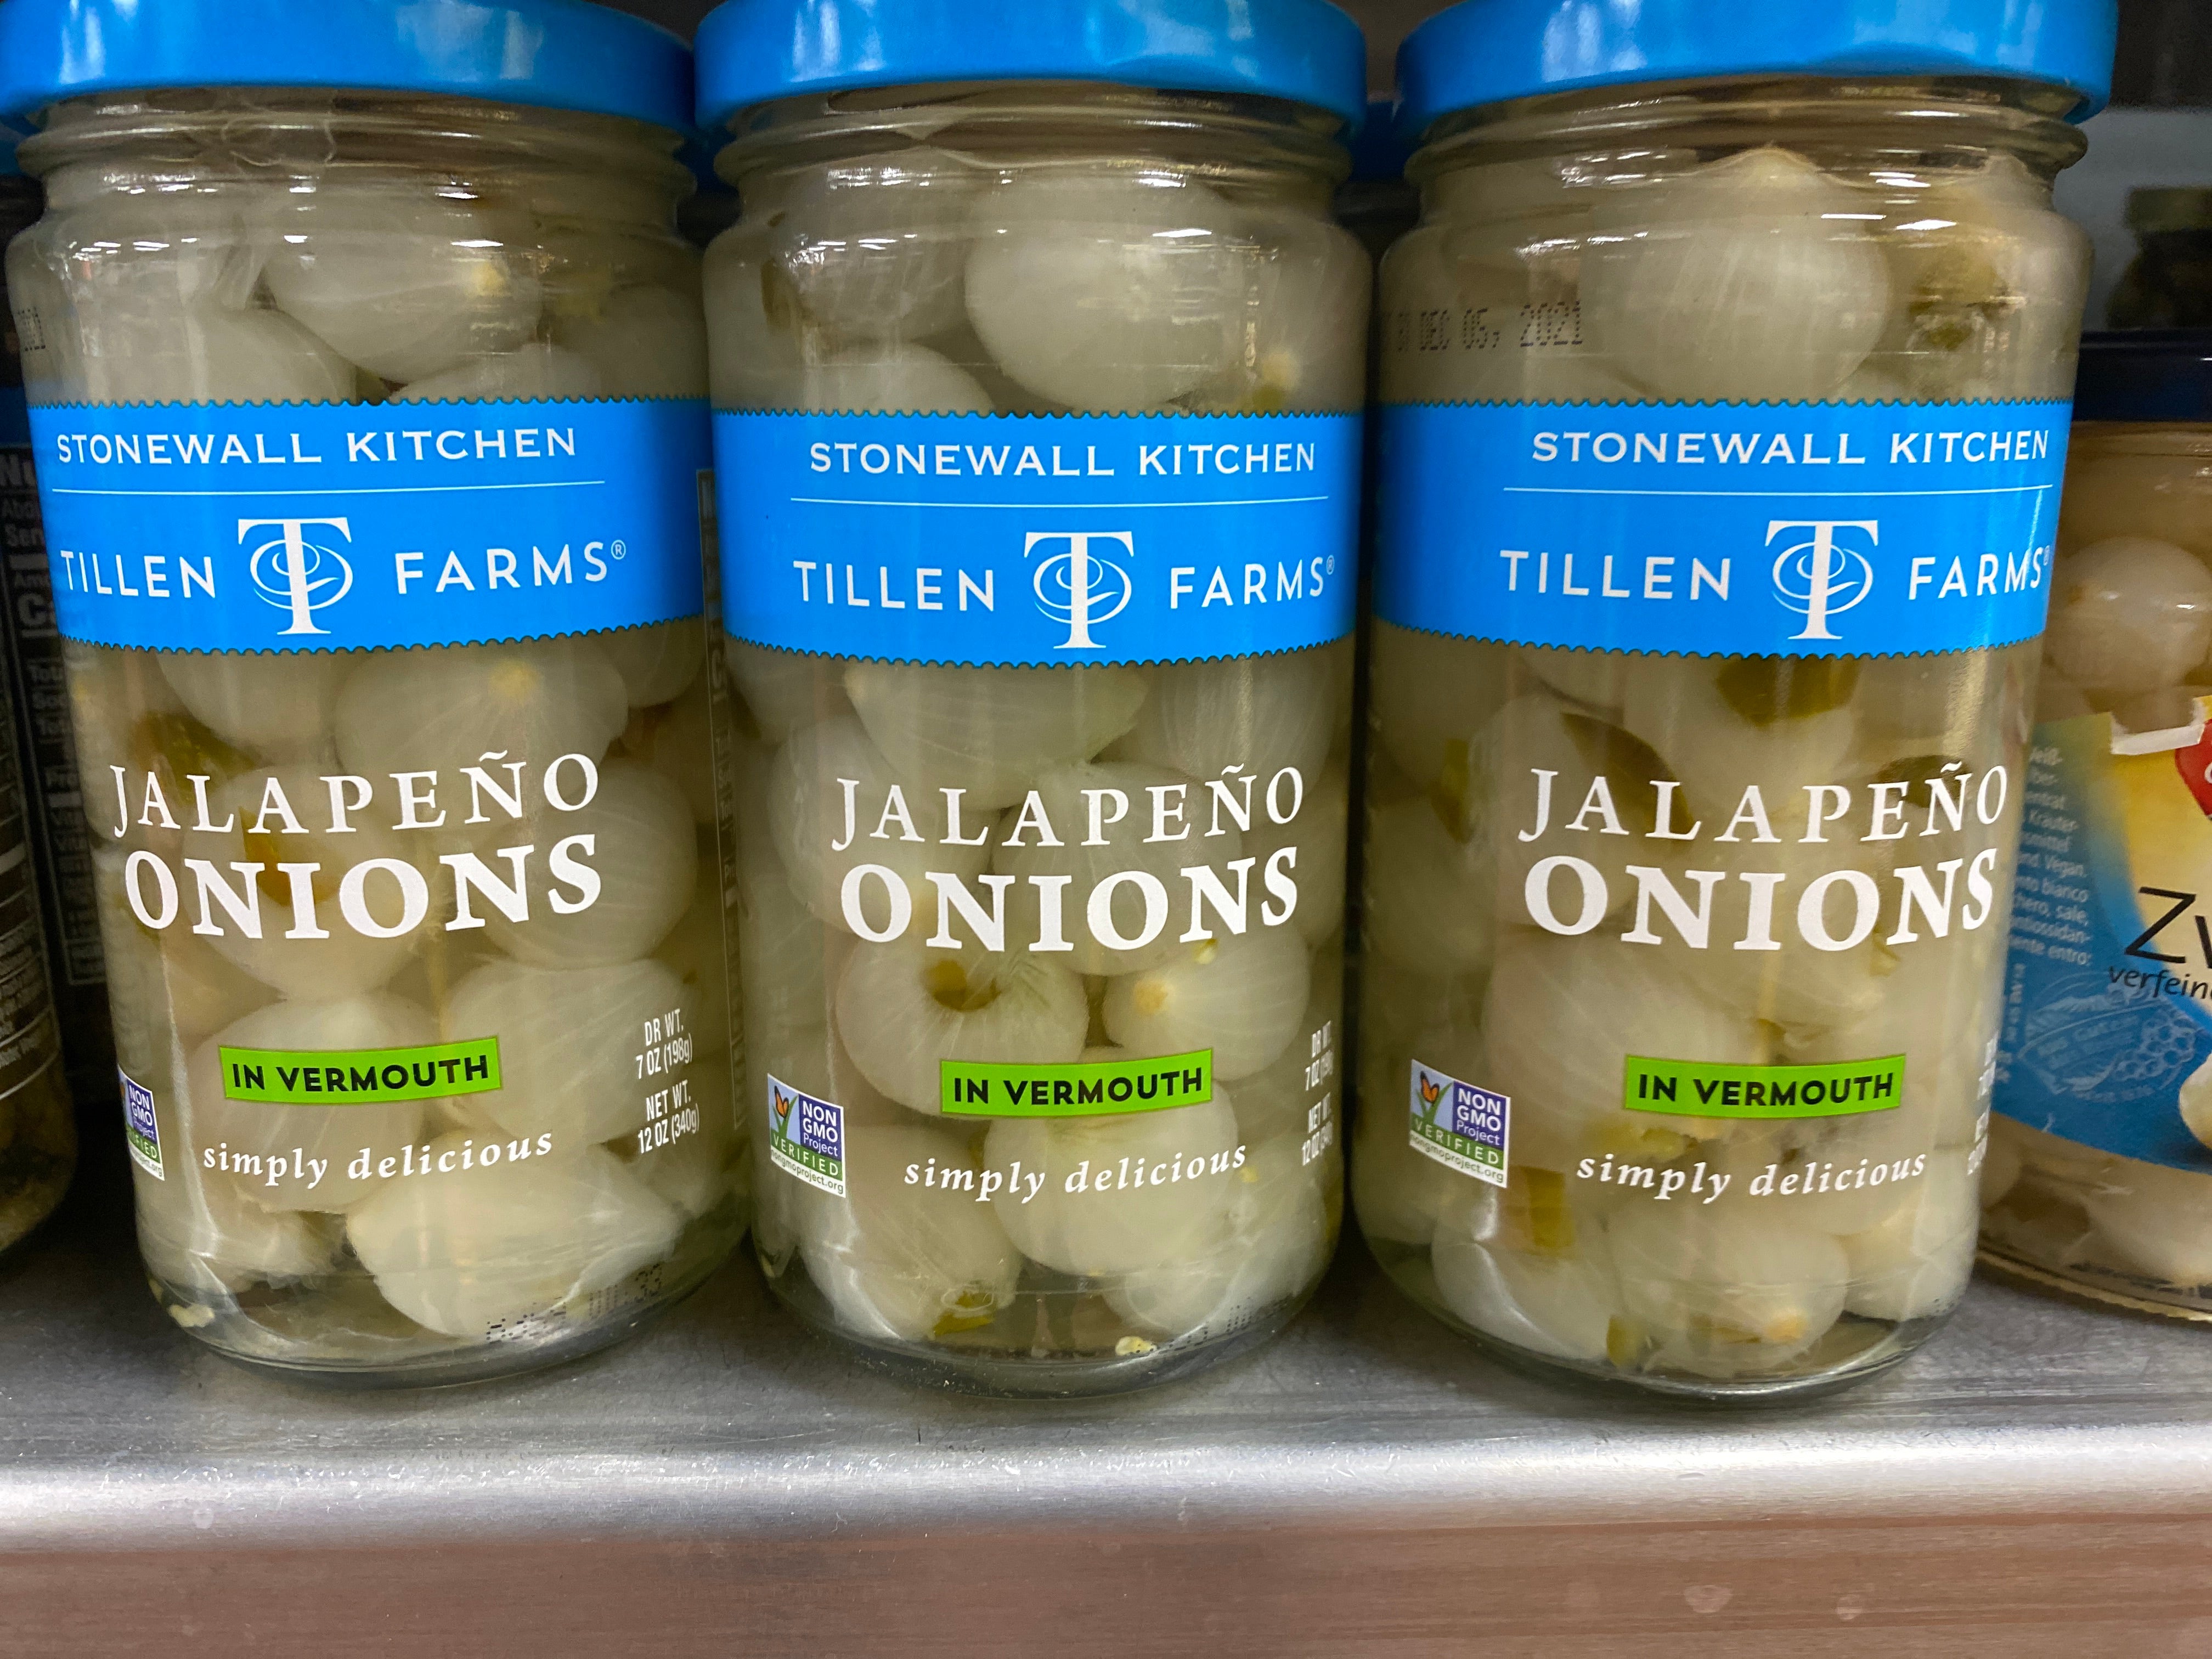 STONEWALL KITCHEN
TILLEN T FARMS®
JALAPEÑO
ONIONS
IN VERMOUTH
simply delicious
DR WT.
7 OZ (198g)
NET WT.
12 OZ (340g)
NON
GMO
Project
STONEWALL KITCHEN
TILLEN T FARMS®
JALAPEÑO
ONIONS
IN VERMOUTH
simply delicious
NON
GMO
Project
VERIFIED
nongmoproject.org
DEC 05, 2021
STONEWALL KITCHEN
TILLEN T FARMS®
JALAPEÑO
ONIONS
IN VERMOUTH
simply delicious
NON
GMO
Project
VERIFIED
nongmoproject.org
Vegan.
bianco
sale,